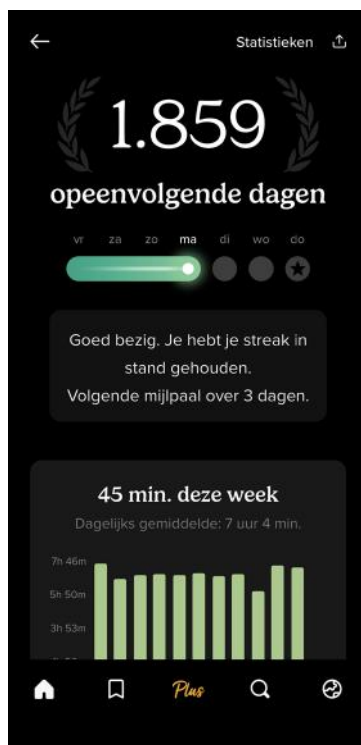 Statistieken
1.859
opeenvolgende dagen
vr za zo ma di wo do
Goed bezig. Je hebt je streak in
stand gehouden.
Volgende mijlpaal over 3 dagen.
45 min. deze week
Dagelijks gemiddelde: 7 uur 4 min.
7h 46m
5h 50m
3h 53m
Plus